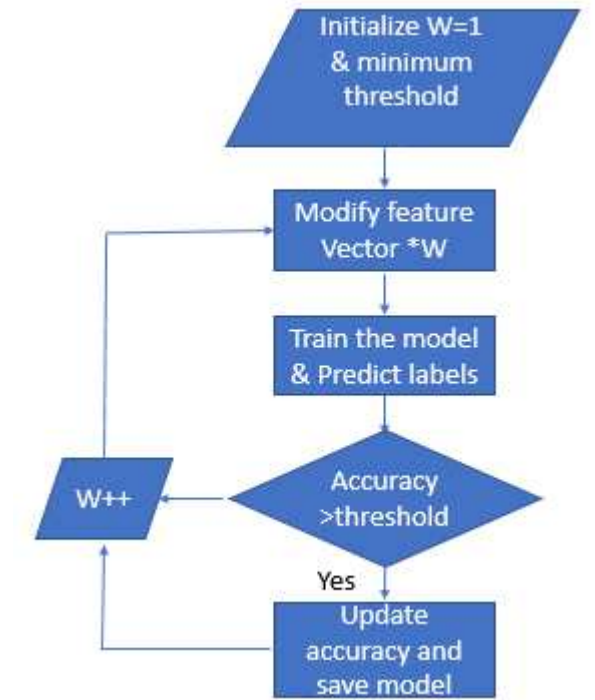 Initialize W=1
& minimum
threshold
Modify feature
Vector *W
Train the model
& Predict labels
Accuracy
>threshold
W++
Yes
Update
accuracy and
save model